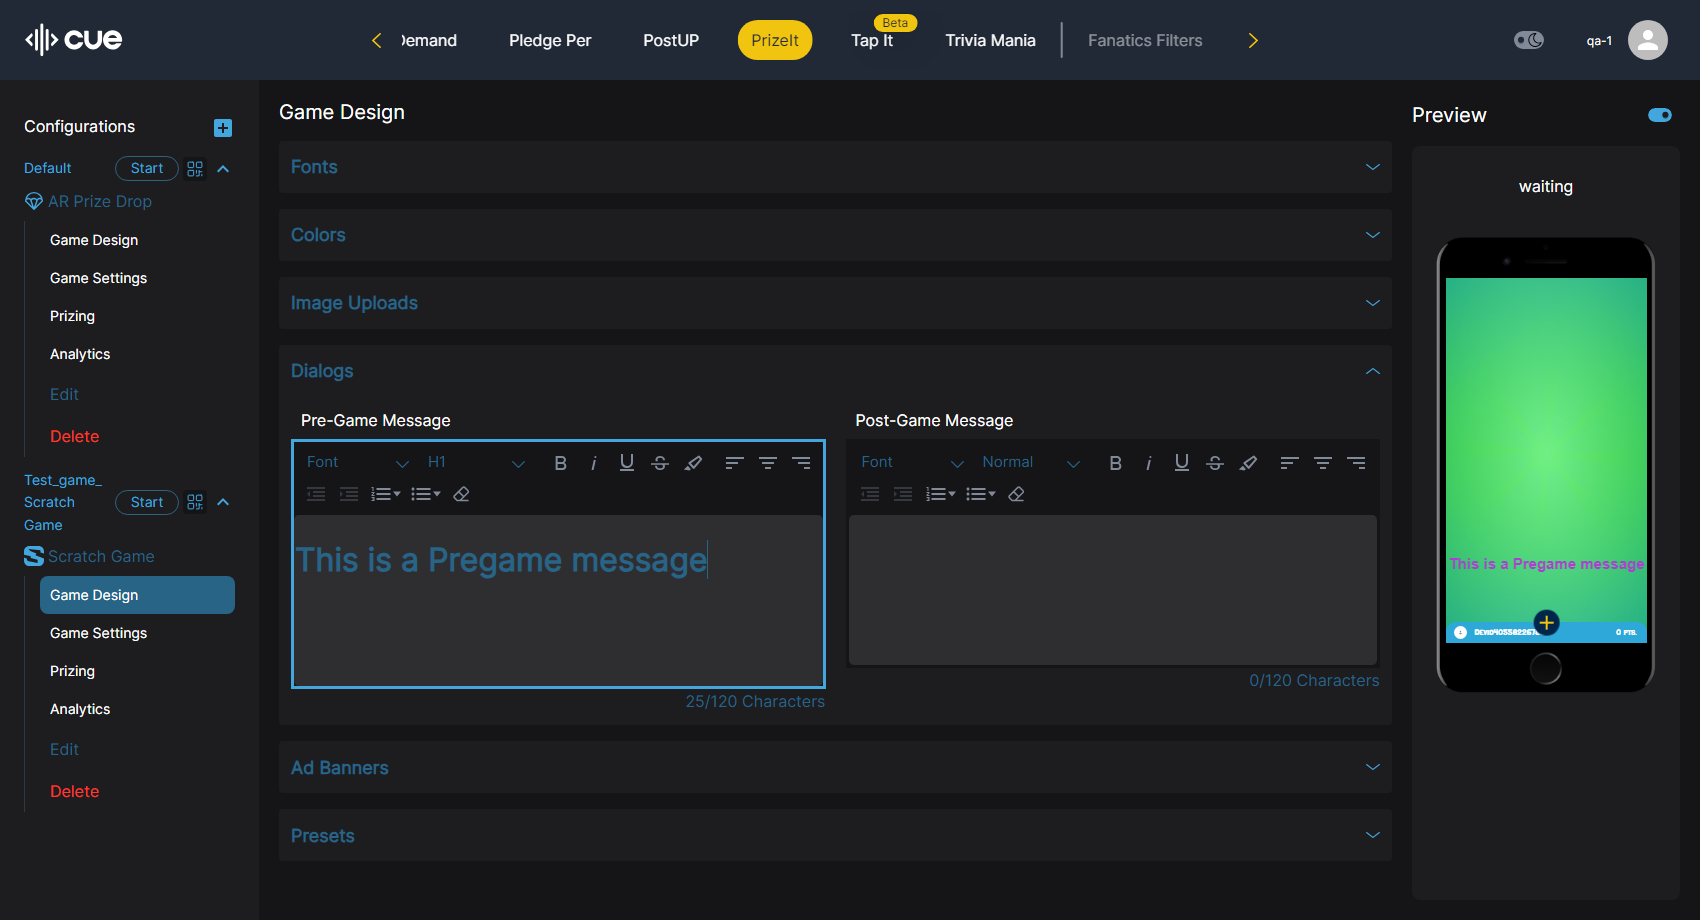 cue
Demand
Pledge Per
PostUP
PrizeIt
Beta
Tap It
Trivia Mania
Fanatics Filters
qa-1
Configurations
Default
Start
AR Prize Drop
Game Design
Game Settings
Prizing
Analytics
Edit
Delete
Test_game_
Scratch
Game
Start
Scratch Game
Game Design
Game Settings
Prizing
Analytics
Edit
Delete
Game Design
Fonts
Colors
Image Uploads
Dialogs
Pre-Game Message
Font
H1
This is a Pregame message
25/120 Characters
Post-Game Message
Font
Normal
0/120 Characters
Ad Banners
Presets
Preview
waiting
This is a Pregame message
0 PTS.